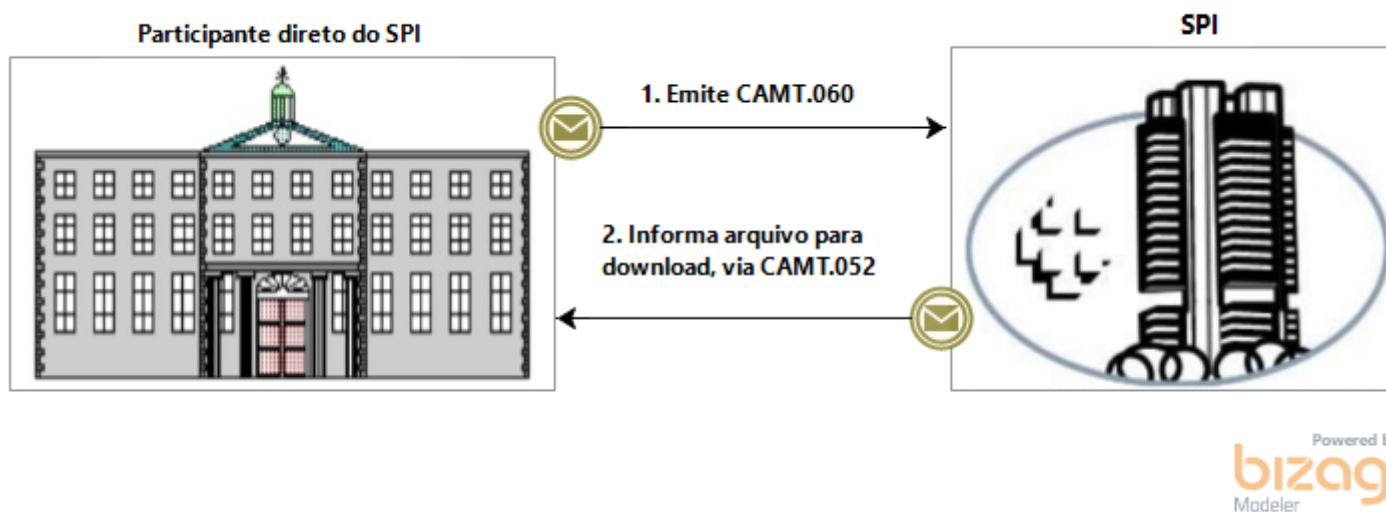 Participante direto do SPI
SPI
1. Emite CAMT.060
2. Informa arquivo para
download, via CAMT.052
Powered b
bizag
Modeler